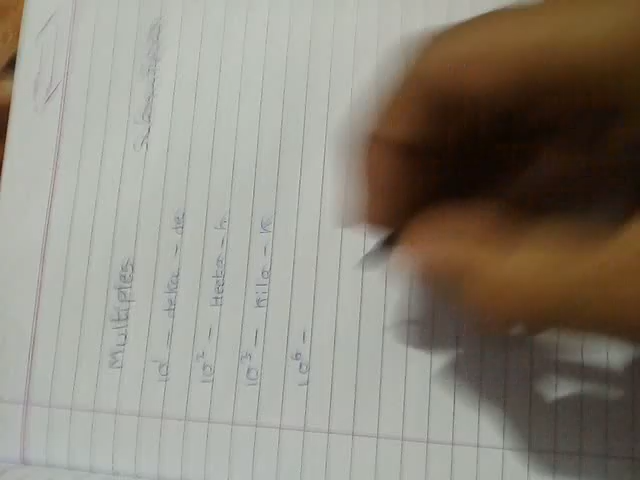 Multiples
10¹ - deka - da
10² - Hecto - h
10³ - Kilo - K
10⁶ -